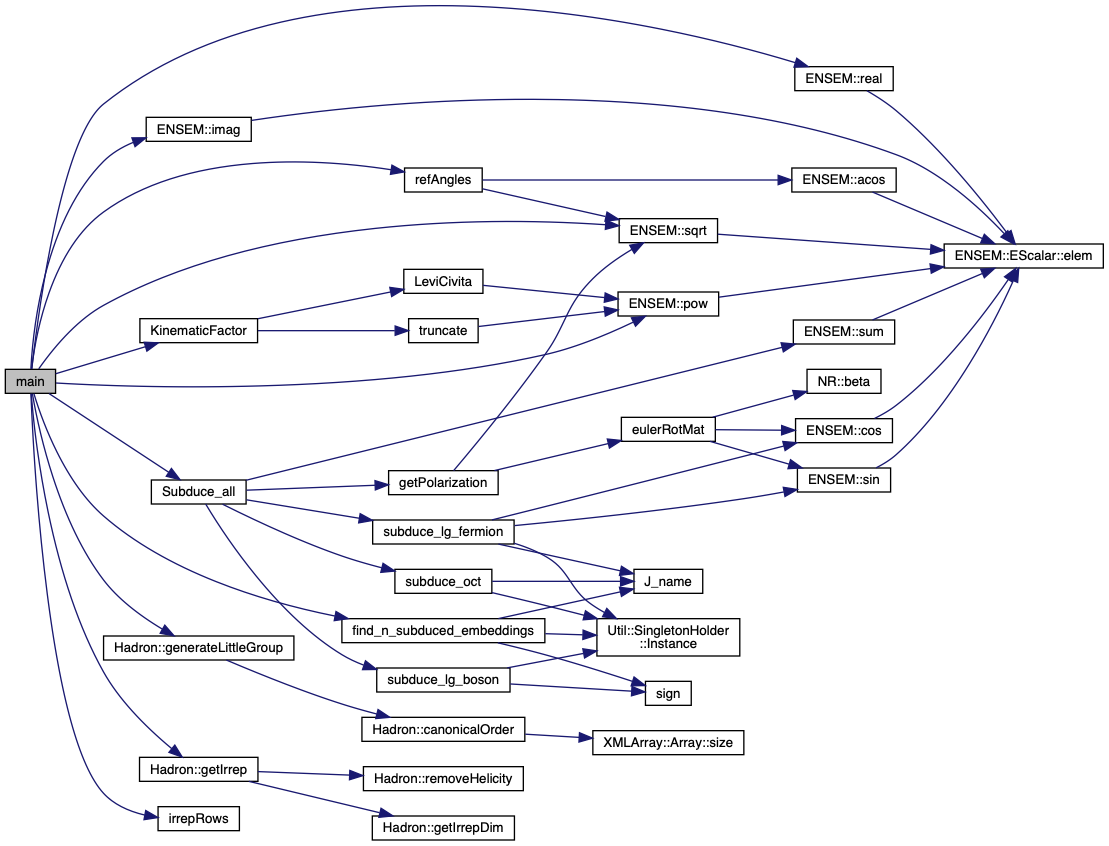 ENSEM::real
ENSEM::imag
refAngles
ENSEM::acos
ENSEM::sqrt
ENSEM::EScalar::elem
LeviCivita
ENSEM::pow
KinematicFactor
truncate
ENSEM::sum
main
NR::beta
eulerRotMat
ENSEM::cos
getPolarization
ENSEM::sin
Subduce_all
subduce_lg_fermion
subduce_oct
J_name
find_n_subduced_embeddings
Util::SingletonHolder
::Instance
Hadron::generateLittleGroup
subduce_lg_boson
sign
Hadron::canonicalOrder
XMLArray::Array::size
Hadron::getIrrep
Hadron::removeHelicity
irrepRows
Hadron::getIrrepDim